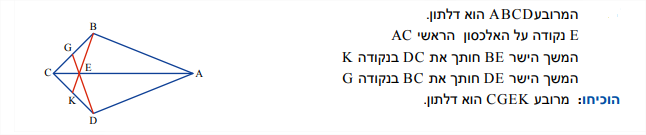 המרובע ABCD הוא דלתון.
E נקודה על האלכסון הראשי AC
המשך הישר BE חותך את DC בנקודה K
המשך הישר DE חותך את BC בנקודה G
הוכיחו: מרובע CGEK הוא דלתון.
B
G
C
E
A
K
D